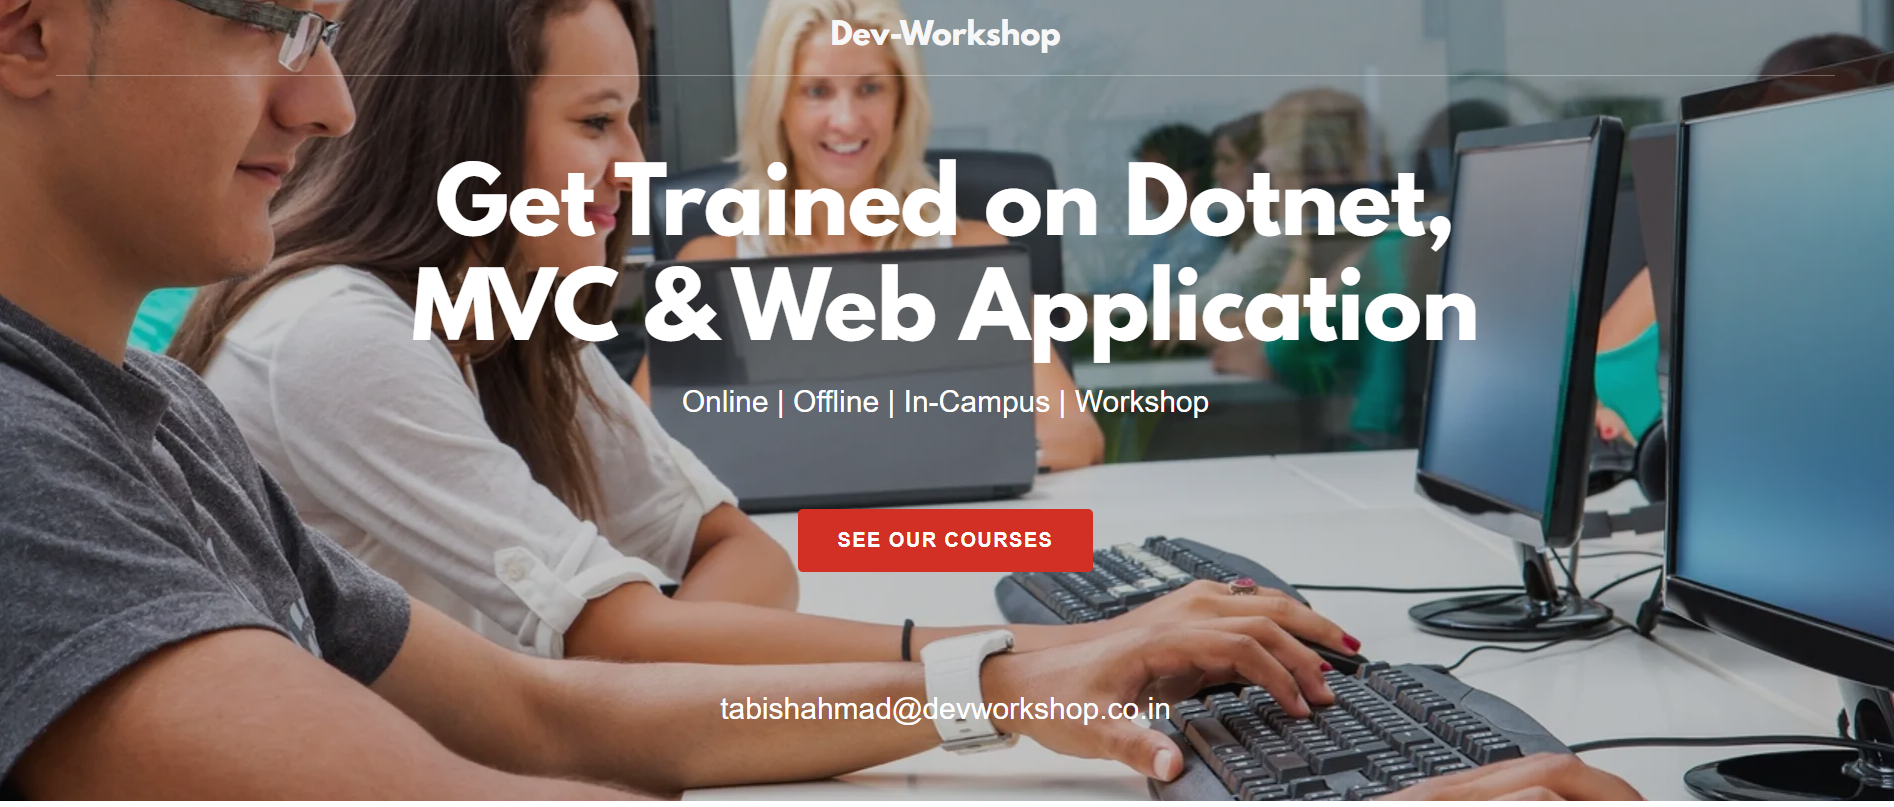 Dev-Workshop
Get Trained on Dotnet,
MVC & Web Application
Online | Offline | In-Campus | Workshop
SEE OUR COURSES
tabishahmad@devworkshop.co.in